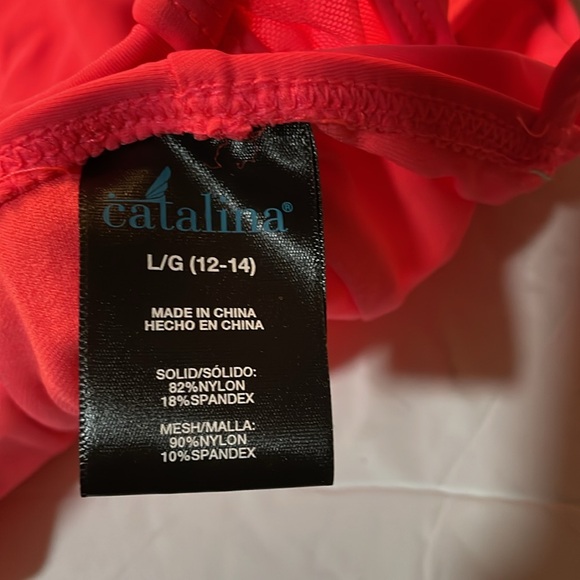 catalina®
L/G (12-14)
MADE IN CHINA
HECHO EN CHINA
SOLID/SÓLIDO:
82%NYLON
18%SPANDEX
MESH/MALLA:
90%NYLON
10%SPANDEX